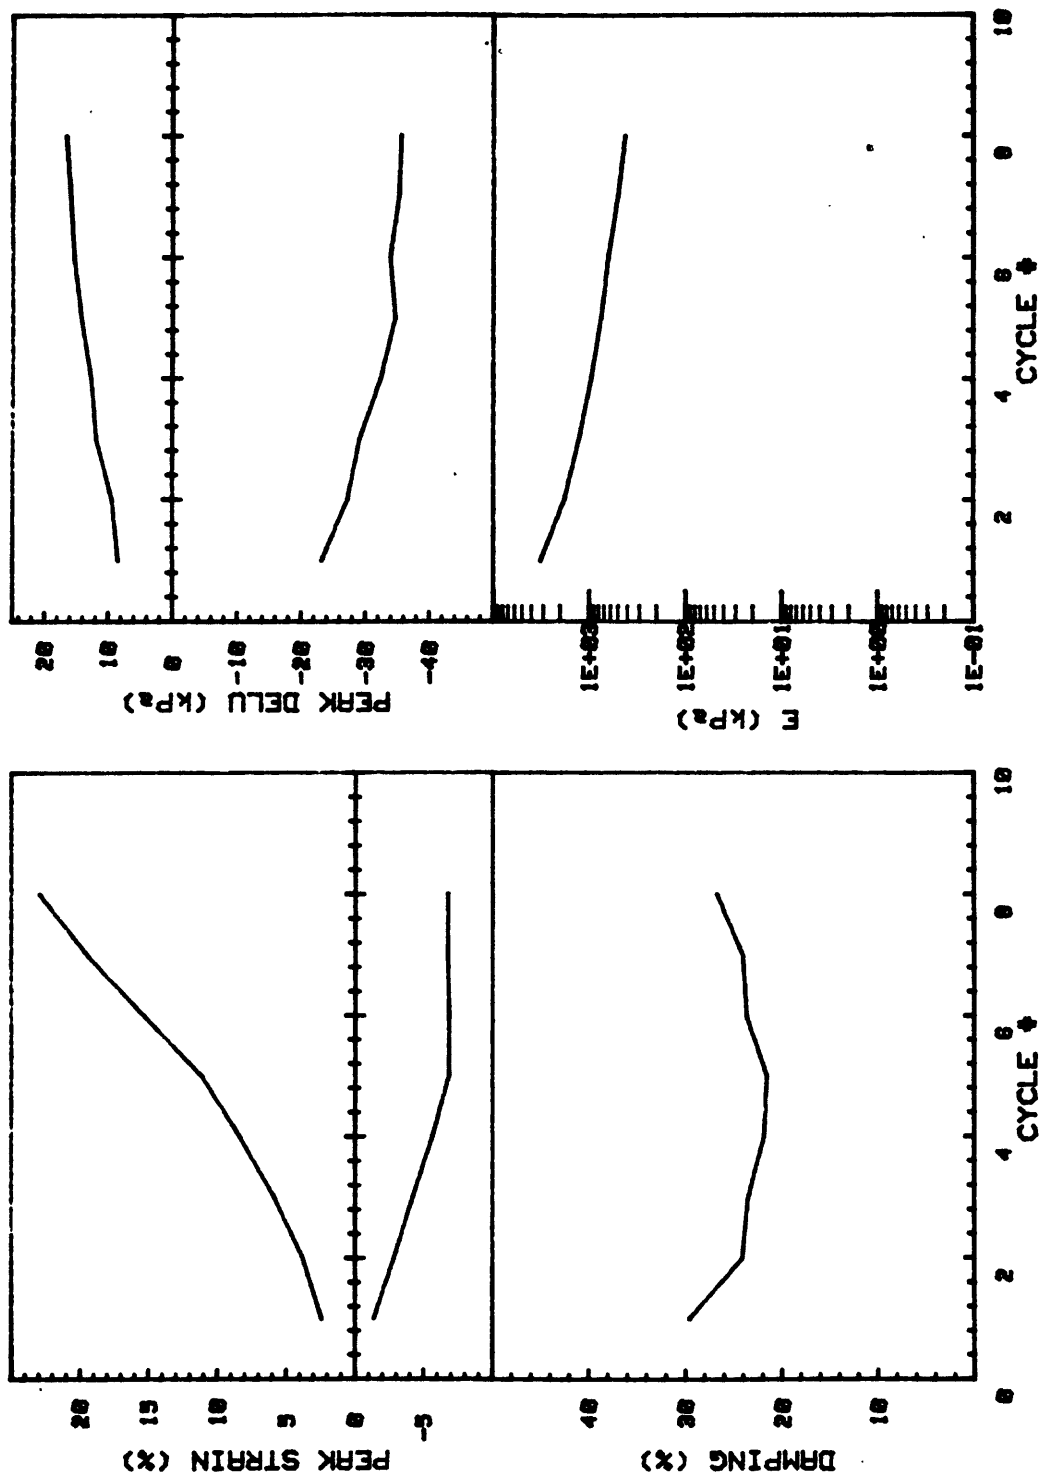 PEAK STRAIN (%)
20
15
10
5
0
-5
DAMPING (%)
40
30
20
10
0
2
4
6
8
10
CYCLE #
PEAK DELU (kPa)
20
10
0
-10
-20
-30
-40
E (kPa)
1E+03
1E+02
1E+01
1E+00
1E-01
2
4
6
8
10
CYCLE #